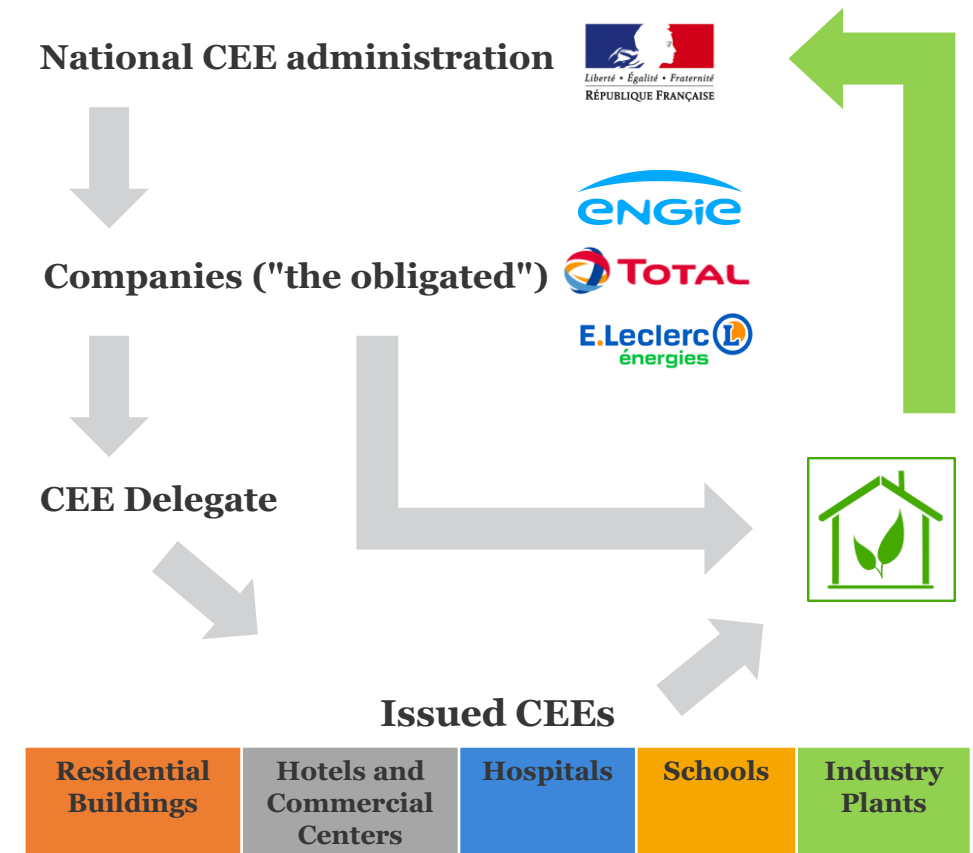 National CEE administration
Liberté • Égalité • Fraternité
RÉPUBLIQUE FRANÇAISE
ENGiE
Companies ("the obligated")
TOTAL
E.Leclerc L
énergies
CEE Delegate
Issued CEEs
Residential
Buildings
Hotels and
Commercial
Centers
Hospitals
Schools
Industry
Plants